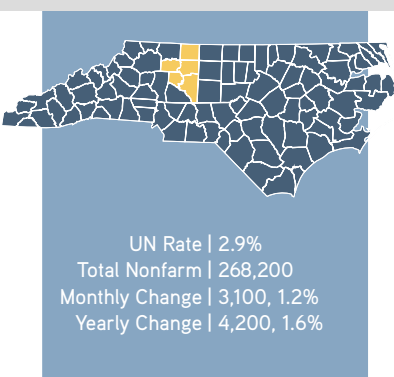 UN Rate | 2.9%
Total Nonfarm | 268,200
Monthly Change | 3,100, 1.2%
Yearly Change | 4,200, 1.6%